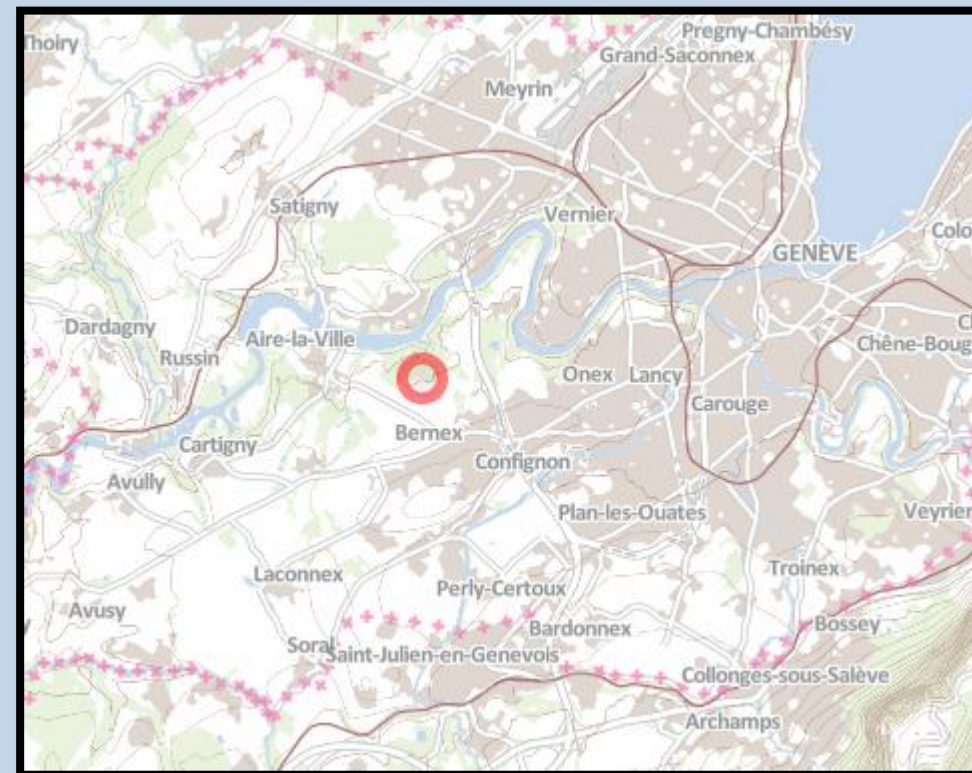 Pregny-Chambésy
Thoiry
Grand-Saconnex
Meyrin
Satigny
Vernier
Colo
GENÈVE
Dardagny
Aire-la-Ville
C
Chêne-Boug
Russin
Onex
Lancy
Carouge
Bernex
Cartigny
Confignon
Avully
Plan-les-Ouates
Veyrier
Laconnex
Troinex
Perly-Certoux
Avusy
Bardonnex
Bossey
Soral
Saint-Julien-en-Genevois
Collonges-sous-Salève
Archamps